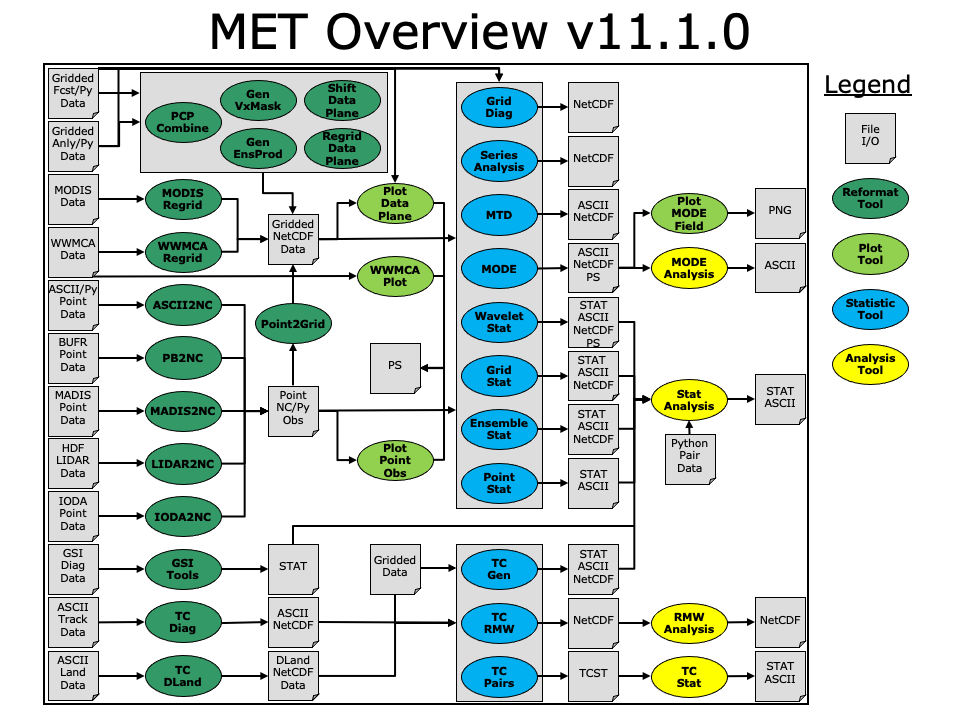 MET Overview v11.1.0
Legend
File
I/O
Reformat
Tool
Plot
Tool
Statistic
Tool
Analysis
Tool
Gridded
Fcst/Py
Data
Gridded
Anly/Py
Data
PCP
Combine
Gen
VxMask
Shift
Data
Plane
Gen
EnsProd
Regrid
Data
Plane
Grid
Diag
NetCDF
Series
Analysis
NetCDF
MODIS
Data
MODIS
Regrid
Gridded
NetCDF
Data
Plot
Data
Plane
MTD
ASCII
NetCDF
Plot
MODE
Field
PNG
WWMCA
Data
WWMCA
Regrid
WWMCA
Plot
MODE
ASCII
NetCDF
PS
MODE
Analysis
ASCII
ASCII/Py
Point
Data
ASCII2NC
Point2Grid
Wavelet
Stat
STAT
ASCII
NetCDF
PS
BUFR
Point
Data
PB2NC
PS
Grid
Stat
STAT
ASCII
NetCDF
Stat
Analysis
STAT
ASCII
MADIS
Point
Data
MADIS2NC
Point
NC/Py
Obs
Ensemble
Stat
STAT
ASCII
NetCDF
Python
Pair
Data
HDF
LIDAR
Data
LIDAR2NC
Plot
Point
Obs
Point
Stat
STAT
ASCII
IODA
Point
Data
IODA2NC
GSI
Diag
Data
GSI
Tools
STAT
Gridded
Data
TC
Gen
STAT
ASCII
NetCDF
ASCII
Track
Data
TC
Diag
ASCII
NetCDF
TC
RMW
NetCDF
RMW
Analysis
NetCDF
ASCII
Land
Data
TC
DLand
DLand
NetCDF
Data
TC
Pairs
TCST
TC
Stat
STAT
ASCII